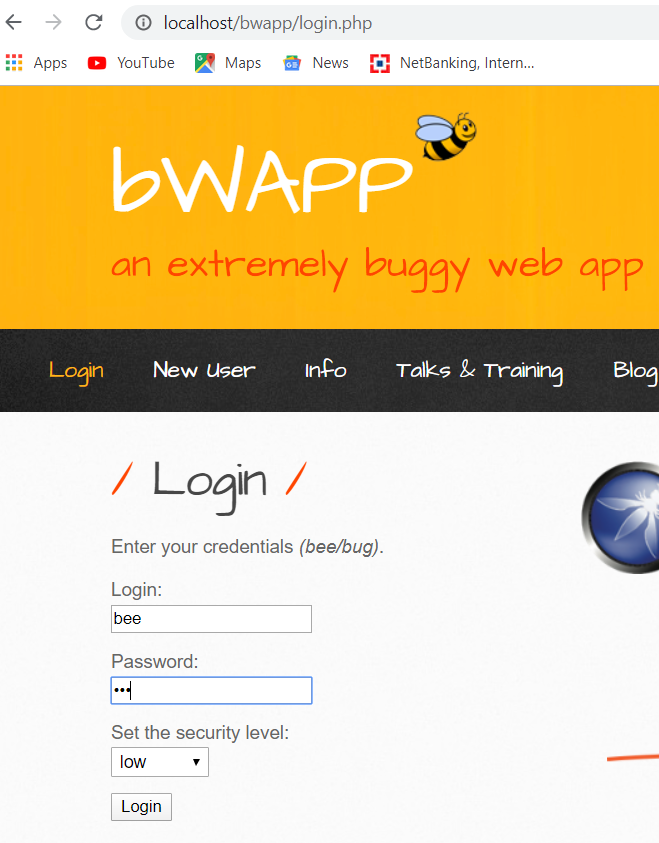 localhost/bwapp/login.php
Apps YouTube Maps News NetBanking, Intern...
bWAPP
an extremely buggy web app
Login New User Info Talks & Training Blog
/ Login /
Enter your credentials (bee/bug).
Login:
bee
Password:
•••
Set the security level:
low
Login